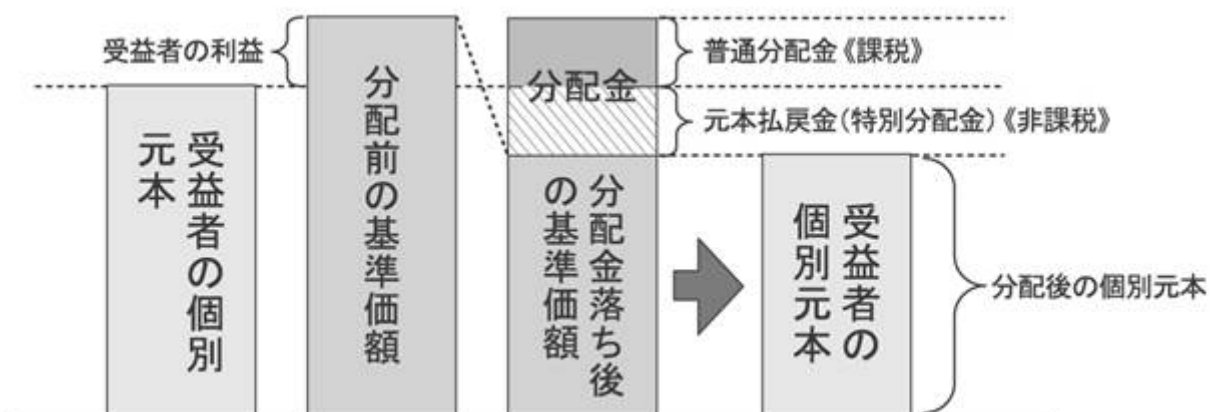 受益者の利益
受益者の個別
元本
分配前の基準価額
分配金
分配金落ち後
の基準価額
普通分配金《課税》
元本払戻金(特別分配金)《非課税》
受益者の
個別元本
分配後の個別元本